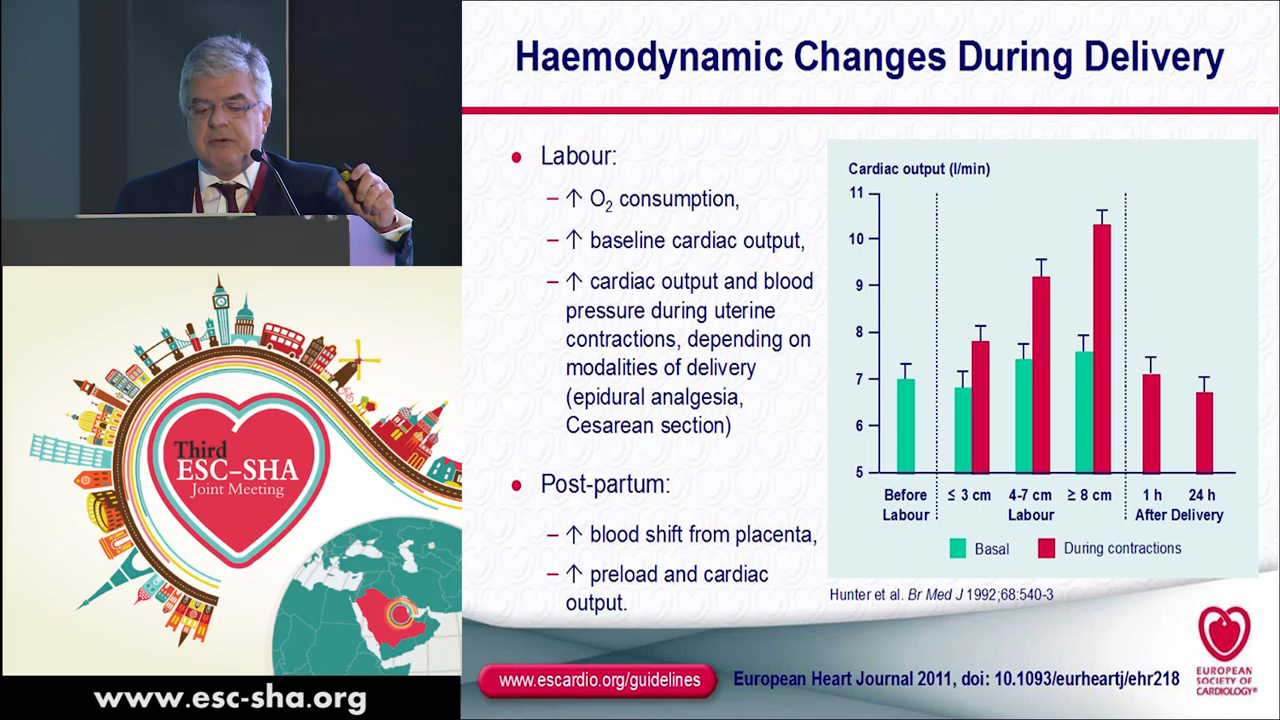 Haemodynamic Changes During Delivery
• Labour:
– ↑ O₂ consumption,
– ↑ baseline cardiac output,
– ↑ cardiac output and blood
pressure during uterine
contractions, depending on
modalities of delivery
(epidural analgesia,
Cesarean section)
• Post-partum:
– ↑ blood shift from placenta,
– ↑ preload and cardiac
output.
Cardiac output (l/min)
11
10
9
8
7
6
5
Before
Labour
≤ 3 cm
4-7 cm
≥ 8 cm
Labour
1 h
24 h
After Delivery
Basal
During contractions
Hunter et al. Br Med J 1992;68:540-3
www.escardio.org/guidelines
European Heart Journal 2011, doi: 10.1093/eurheartj/ehr218
EUROPEAN
SOCIETY OF
CARDIOLOGY®
Third
ESC–SHA
Joint Meeting
www.esc-sha.org